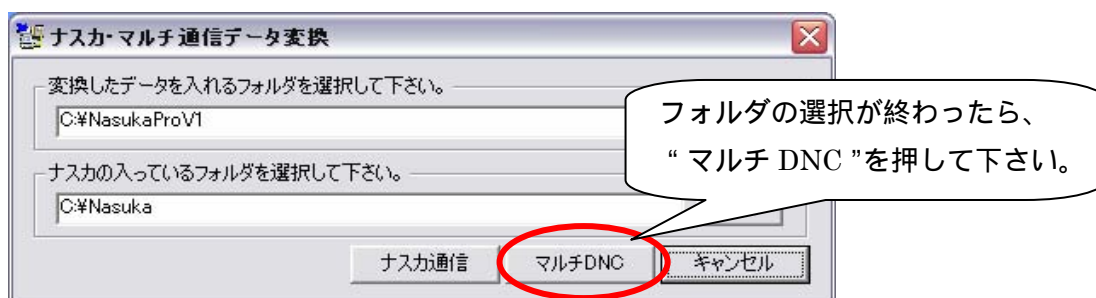 ナスカ・マルチ通信データ変換
変換したデータを入れるフォルダを選択して下さい。
C:¥NasukaProV1
フォルダの選択が終わったら、
“ マルチ DNC ”を押して下さい。
ナスカの入っているフォルダを選択して下さい。
C:¥Nasuka
ナスカ通信 マルチDNC キャンセル